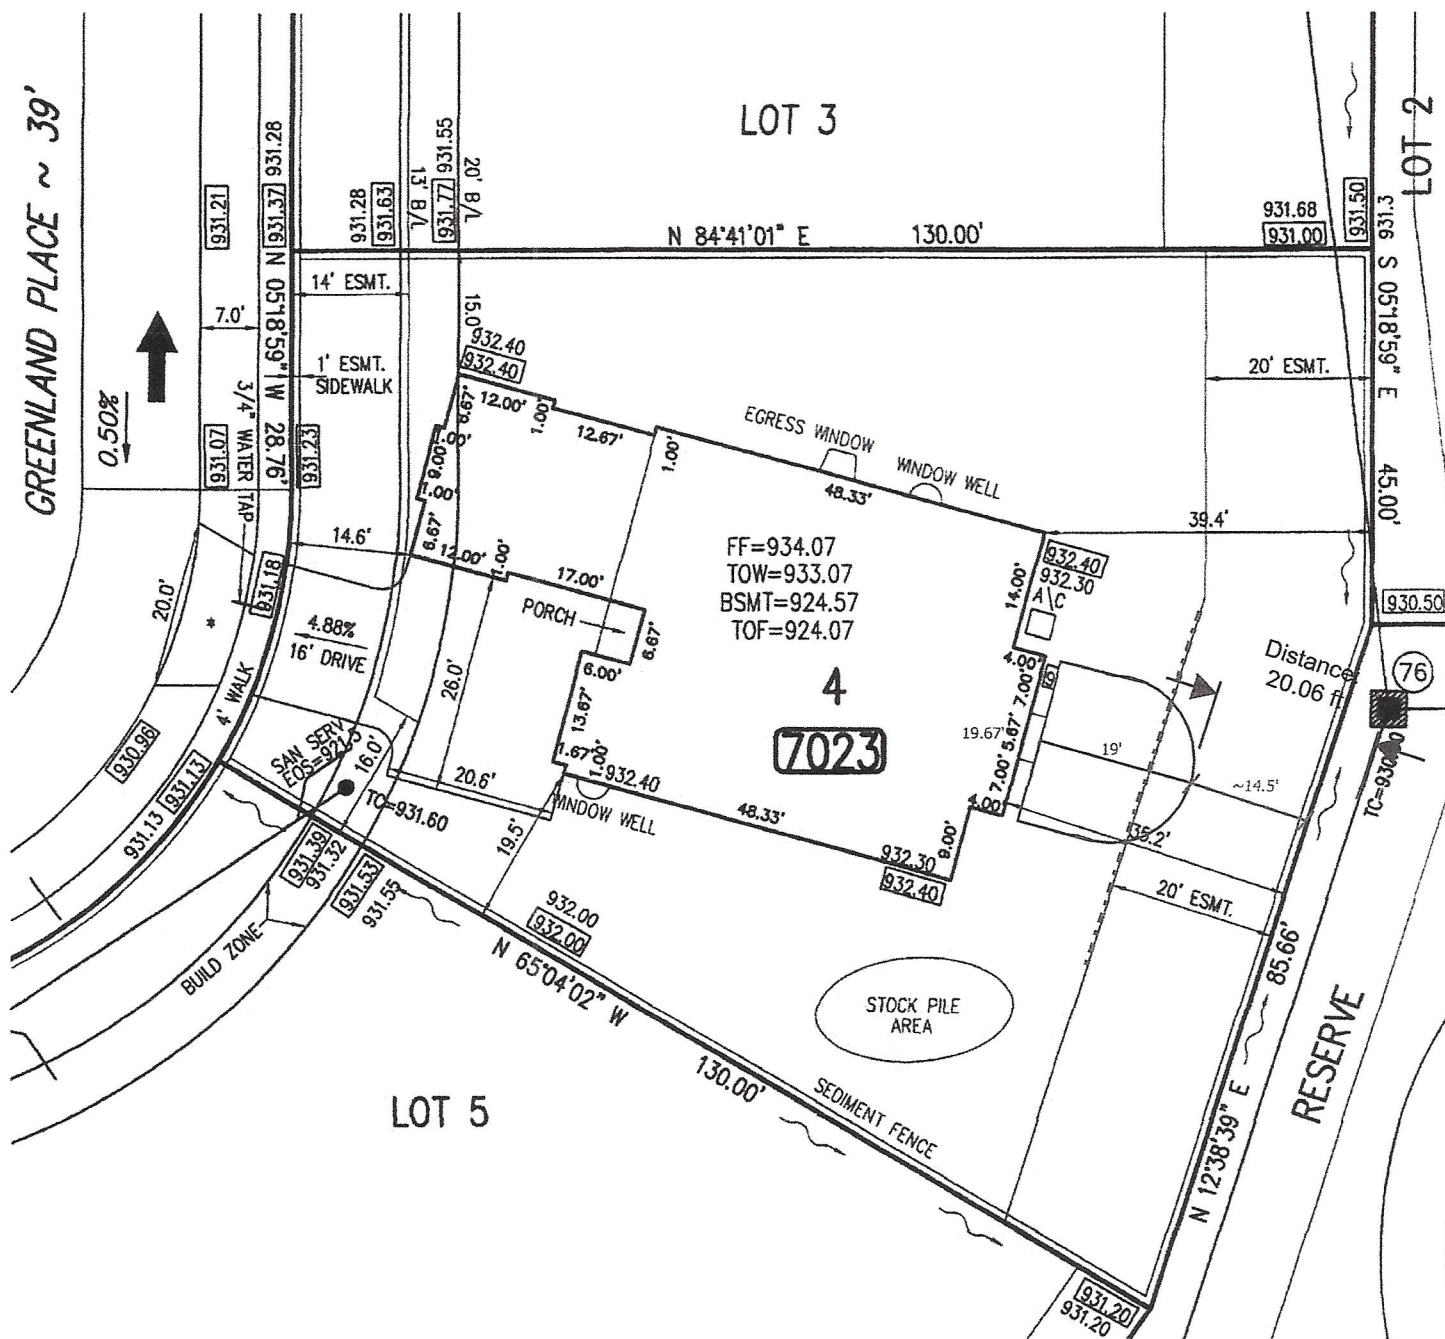 GREENLAND PLACE ~ 39'
0.50%
LOT 3
LOT 2
931.21
931.37
931.28
931.28
931.63
13' B/L
931.77
931.55
20' B/L
N 84°41'01" E 130.00'
931.68
931.00
931.50
931.3
N 05°18'59" W 28.76'
S 05°18'59" E 45.00'
14' ESMT.
7.0'
1' ESMT.
SIDEWALK
3/4" WATER TAP
931.07
931.23
15.0'
932.40
932.40
20' ESMT.
6.67'
12.00'
1.00'
12.67'
1.00'
1.00'
9.00'
1.00'
6.67'
EGRESS WINDOW
WINDOW WELL
48.33'
39.4'
14.6'
12.00'
1.00'
17.00'
PORCH
6.67'
6.00'
13.67'
1.67'
1.00'
FF=934.07
TOW=933.07
BSMT=924.57
TOF=924.07
4
7023
932.40
932.30
A\C
14.00'
4.00'
7.00'
5.67'
7.00'
4.00'
9.00'
19.67'
19'
~14.5'
35.2'
20' ESMT.
930.50
Distance:
20.06 ft
76
20.0'
*
931.18
4.88%
16' DRIVE
4' WALK
26.0'
930.96
931.13
931.13
SAN SERV
16.0'
TC=931.60
20.6'
19.5'
932.40
WINDOW WELL
48.33'
932.30
932.40
931.39
931.32
931.53
931.55
932.00
932.00
BUILD ZONE
N 65°04'02" W
130.00'
STOCK PILE
AREA
SEDIMENT FENCE
LOT 5
85.66'
N 12°38'39" E
RESERVE
931.20
931.20